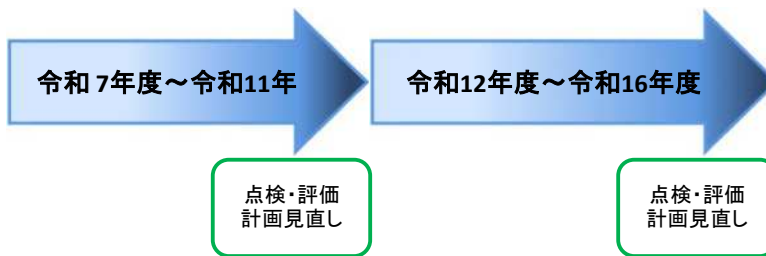 令和 7年度～令和11年
令和12年度～令和16年度
点検・評価
計画見直し
点検・評価
計画見直し